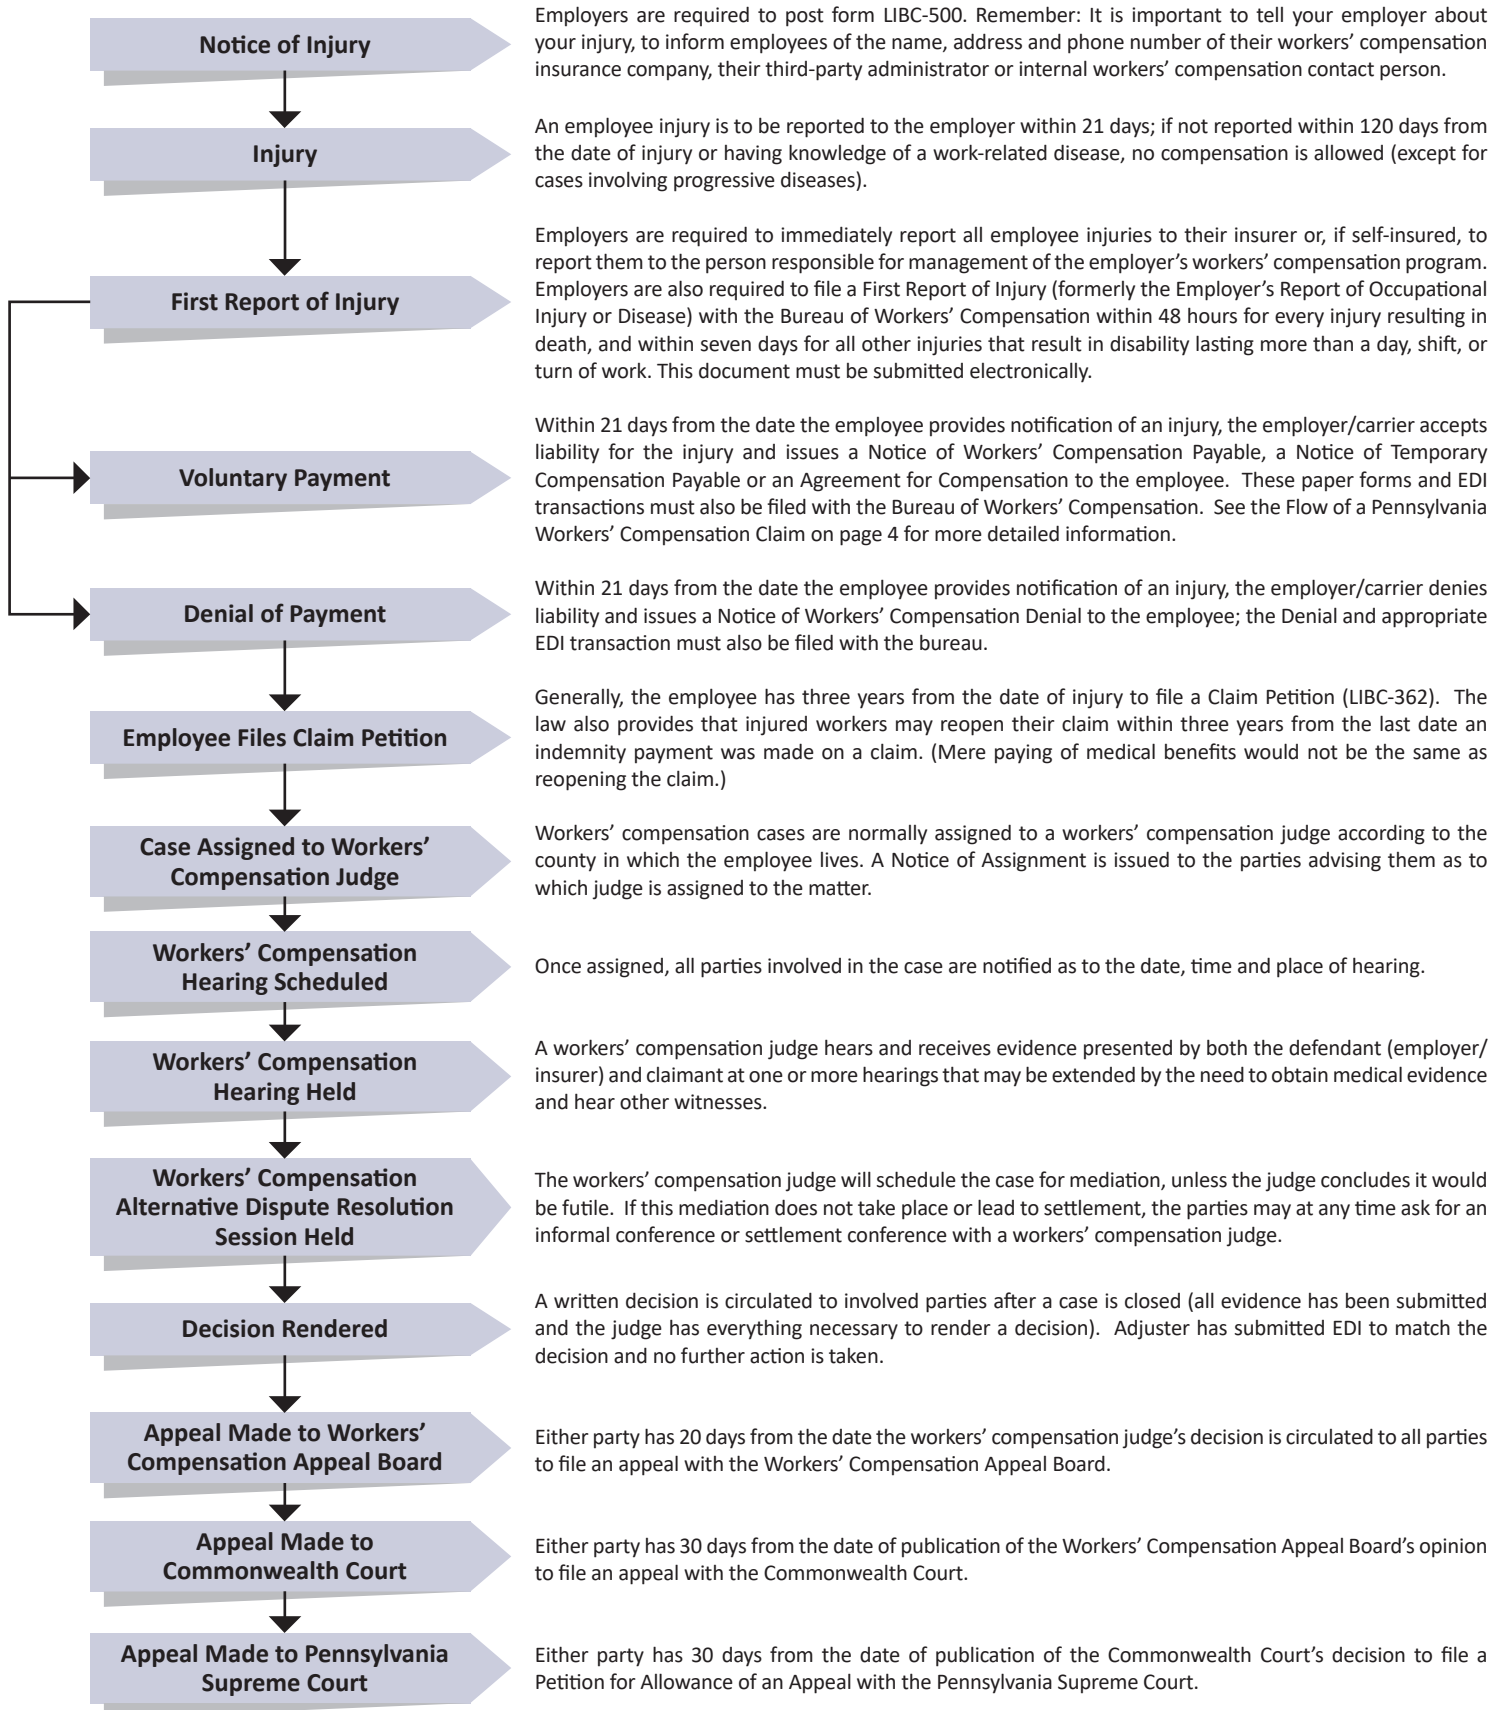 Notice of Injury
Employers are required to post form LIBC-500. Remember: It is important to tell your employer about
your injury, to inform employees of the name, address and phone number of their workers’ compensation
insurance company, their third-party administrator or internal workers’ compensation contact person.
Injury
An employee injury is to be reported to the employer within 21 days; if not reported within 120 days from
the date of injury or having knowledge of a work-related disease, no compensation is allowed (except for
cases involving progressive diseases).
First Report of Injury
Employers are required to immediately report all employee injuries to their insurer or, if self-insured, to
report them to the person responsible for management of the employer’s workers’ compensation program.
Employers are also required to file a First Report of Injury (formerly the Employer’s Report of Occupational
Injury or Disease) with the Bureau of Workers’ Compensation within 48 hours for every injury resulting in
death, and within seven days for all other injuries that result in disability lasting more than a day, shift, or
turn of work. This document must be submitted electronically.
Voluntary Payment
Within 21 days from the date the employee provides notification of an injury, the employer/carrier accepts
liability for the injury and issues a Notice of Workers’ Compensation Payable, a Notice of Temporary
Compensation Payable or an Agreement for Compensation to the employee. These paper forms and EDI
transactions must also be filed with the Bureau of Workers’ Compensation. See the Flow of a Pennsylvania
Workers’ Compensation Claim on page 4 for more detailed information.
Denial of Payment
Within 21 days from the date the employee provides notification of an injury, the employer/carrier denies
liability and issues a Notice of Workers’ Compensation Denial to the employee; the Denial and appropriate
EDI transaction must also be filed with the bureau.
Employee Files Claim Petition
Generally, the employee has three years from the date of injury to file a Claim Petition (LIBC-362). The
law also provides that injured workers may reopen their claim within three years from the last date an
indemnity payment was made on a claim. (Mere paying of medical benefits would not be the same as
reopening the claim.)
Case Assigned to Workers’
Compensation Judge
Workers’ compensation cases are normally assigned to a workers’ compensation judge according to the
county in which the employee lives. A Notice of Assignment is issued to the parties advising them as to
which judge is assigned to the matter.
Workers’ Compensation
Hearing Scheduled
Once assigned, all parties involved in the case are notified as to the date, time and place of hearing.
Workers’ Compensation
Hearing Held
A workers’ compensation judge hears and receives evidence presented by both the defendant (employer/
insurer) and claimant at one or more hearings that may be extended by the need to obtain medical evidence
and hear other witnesses.
Workers’ Compensation
Alternative Dispute Resolution
Session Held
The workers’ compensation judge will schedule the case for mediation, unless the judge concludes it would
be futile. If this mediation does not take place or lead to settlement, the parties may at any time ask for an
informal conference or settlement conference with a workers’ compensation judge.
Decision Rendered
A written decision is circulated to involved parties after a case is closed (all evidence has been submitted
and the judge has everything necessary to render a decision). Adjuster has submitted EDI to match the
decision and no further action is taken.
Appeal Made to Workers’
Compensation Appeal Board
Either party has 20 days from the date the workers’ compensation judge’s decision is circulated to all parties
to file an appeal with the Workers’ Compensation Appeal Board.
Appeal Made to
Commonwealth Court
Either party has 30 days from the date of publication of the Workers’ Compensation Appeal Board’s opinion
to file an appeal with the Commonwealth Court.
Appeal Made to Pennsylvania
Supreme Court
Either party has 30 days from the date of publication of the Commonwealth Court’s decision to file a
Petition for Allowance of an Appeal with the Pennsylvania Supreme Court.